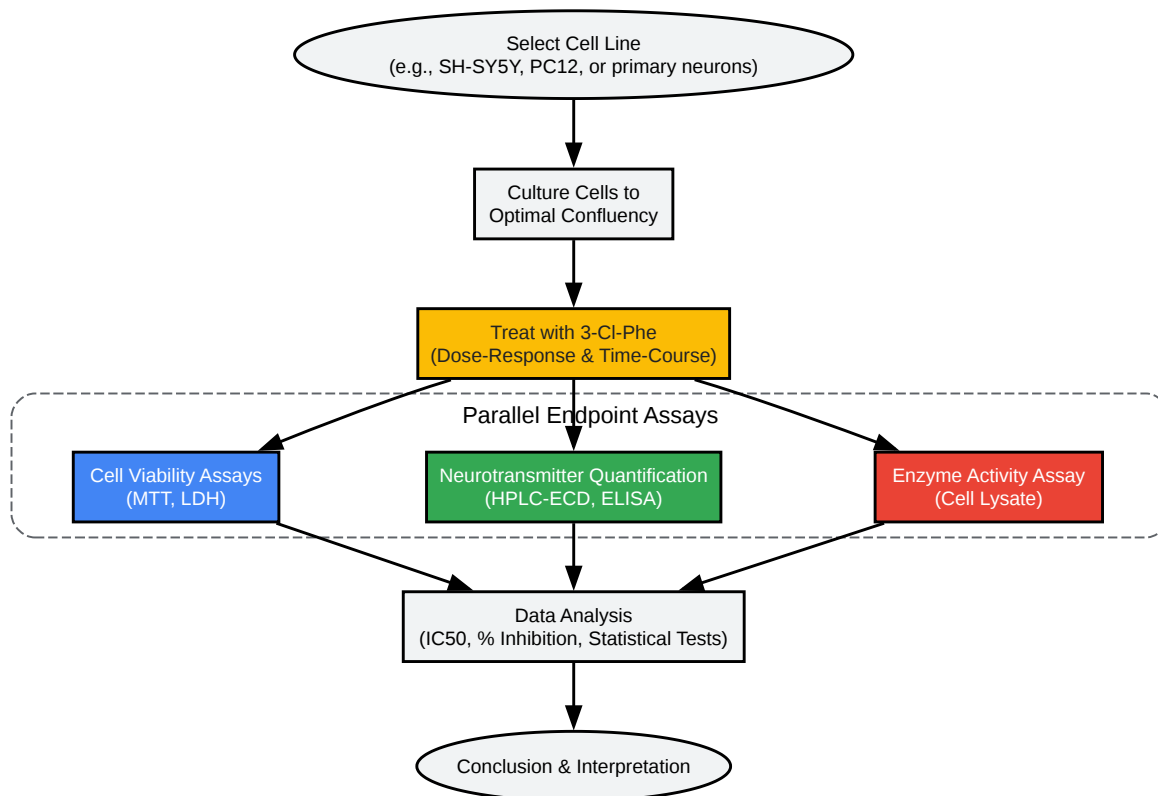 Select Cell Line
(e.g., SH-SY5Y, PC12, or primary neurons)
Culture Cells to
Optimal Confluency
Treat with 3-Cl-Phe
(Dose-Response & Time-Course)
Parallel Endpoint Assays
Cell Viability Assays
(MTT, LDH)
Neurotransmitter Quantification
(HPLC-ECD, ELISA)
Enzyme Activity Assay
(Cell Lysate)
Data Analysis
(IC50, % Inhibition, Statistical Tests)
Conclusion & Interpretation